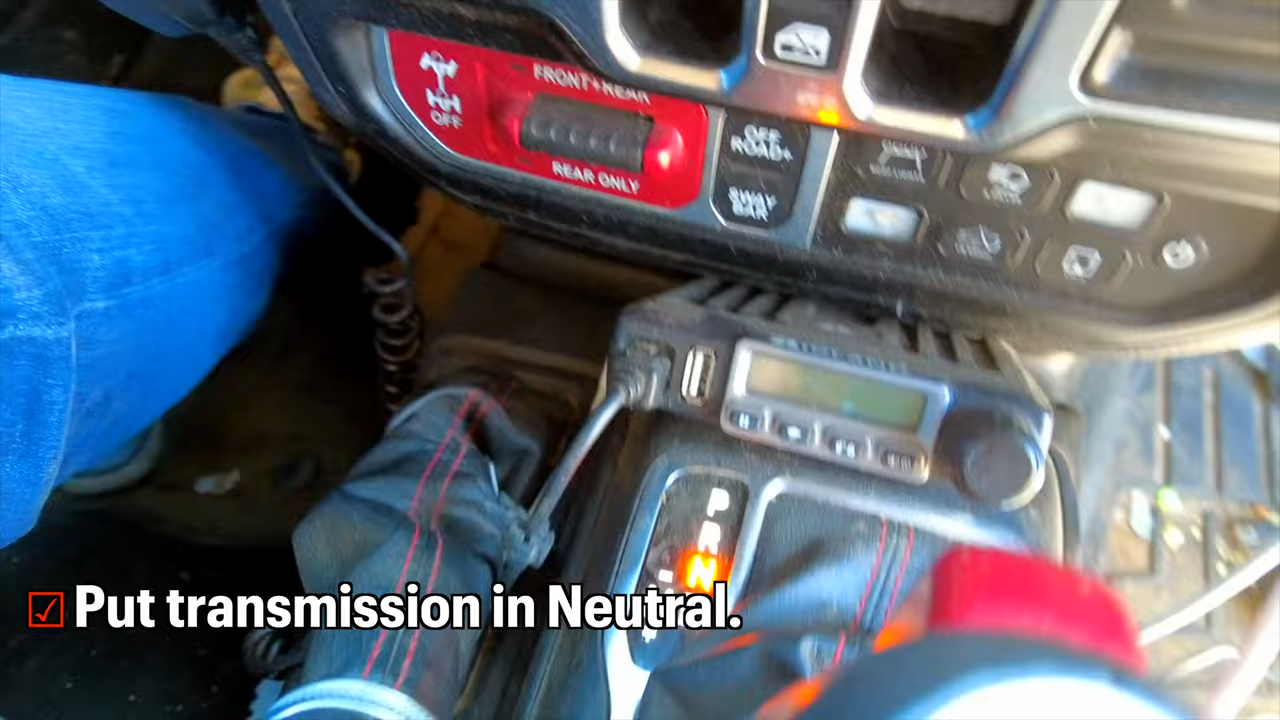 FRONT+REAR
OFF
REAR ONLY
OFF
ROAD+
SWAY
BAR
P
R
N
☑ Put transmission in Neutral.